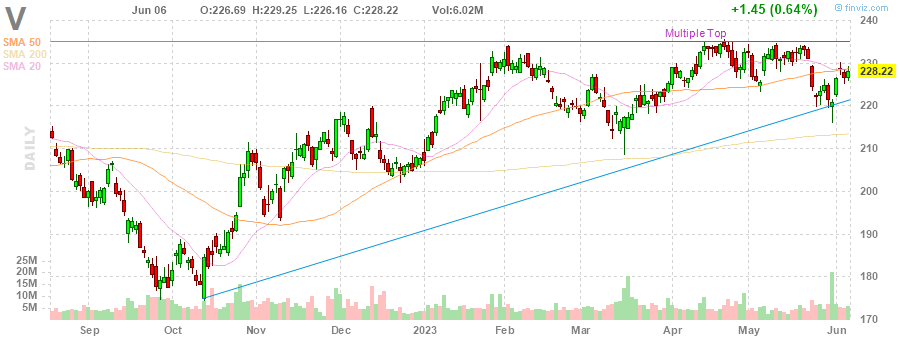 V
Jun 06 O:226.69 H:229.25 L:226.16 C:228.22 Vol:6.02M +1.45 (0.64%)
© finviz.com
SMA 50
SMA 200
SMA 20
Multiple Top
DAILY
240
230
228.22
220
210
200
190
180
170
25M
20M
15M
10M
5M
Sep Oct Nov Dec 2023 Feb Mar Apr May Jun